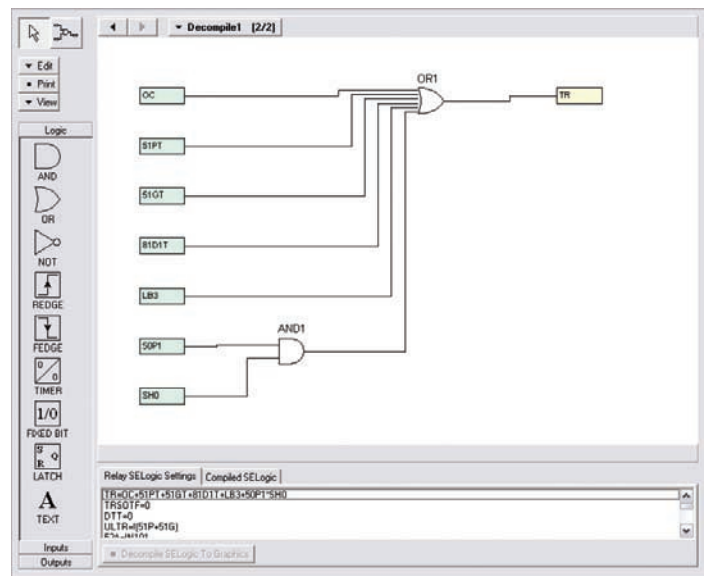 Decompile1 [2/2]
Edit
Print
View
Logic
AND
OR
NOT
REDGE
FEDGE
TIMER
1/0
FIXED BIT
S
R
Q
LATCH
A
TEXT
Inputs
Outputs
OC
51PT
51GT
81D1T
LB3
50P1
SH0
AND1
OR1
TR
Relay SELogic Settings
Compiled SELogic
TR=OC+51PT+51GT+81D1T+LB3+50P1*SH0
TRSOTF=0
DTT=0
ULTR=!(51P+51G)
Decompile SELogic To Graphics